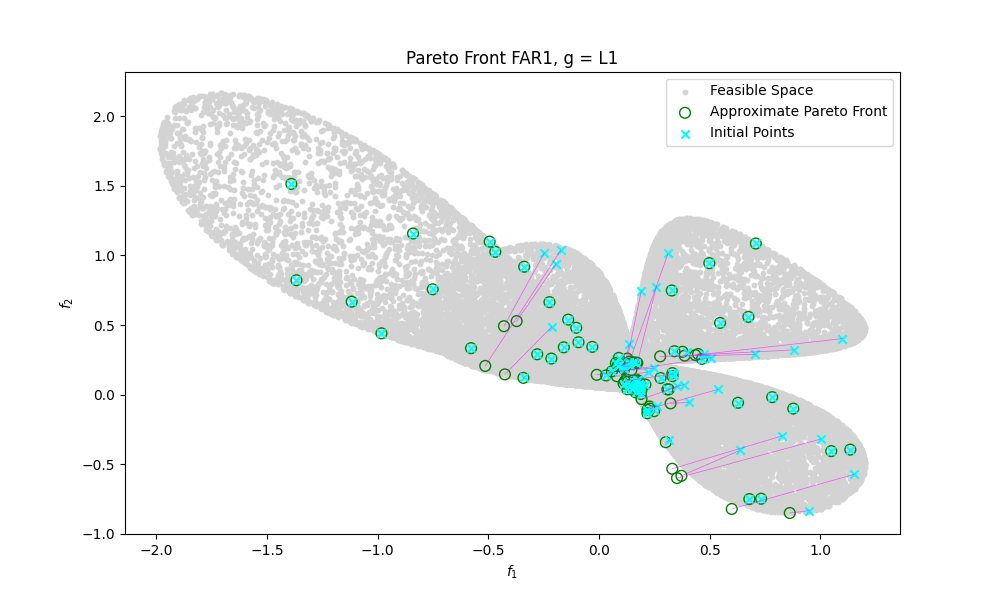 Pareto Front FAR1, g = L1
Feasible Space
Approximate Pareto Front
Initial Points
f₂
2.0
1.5
1.0
0.5
0.0
−0.5
−1.0
−2.0 −1.5 −1.0 −0.5 0.0 0.5 1.0
f₁